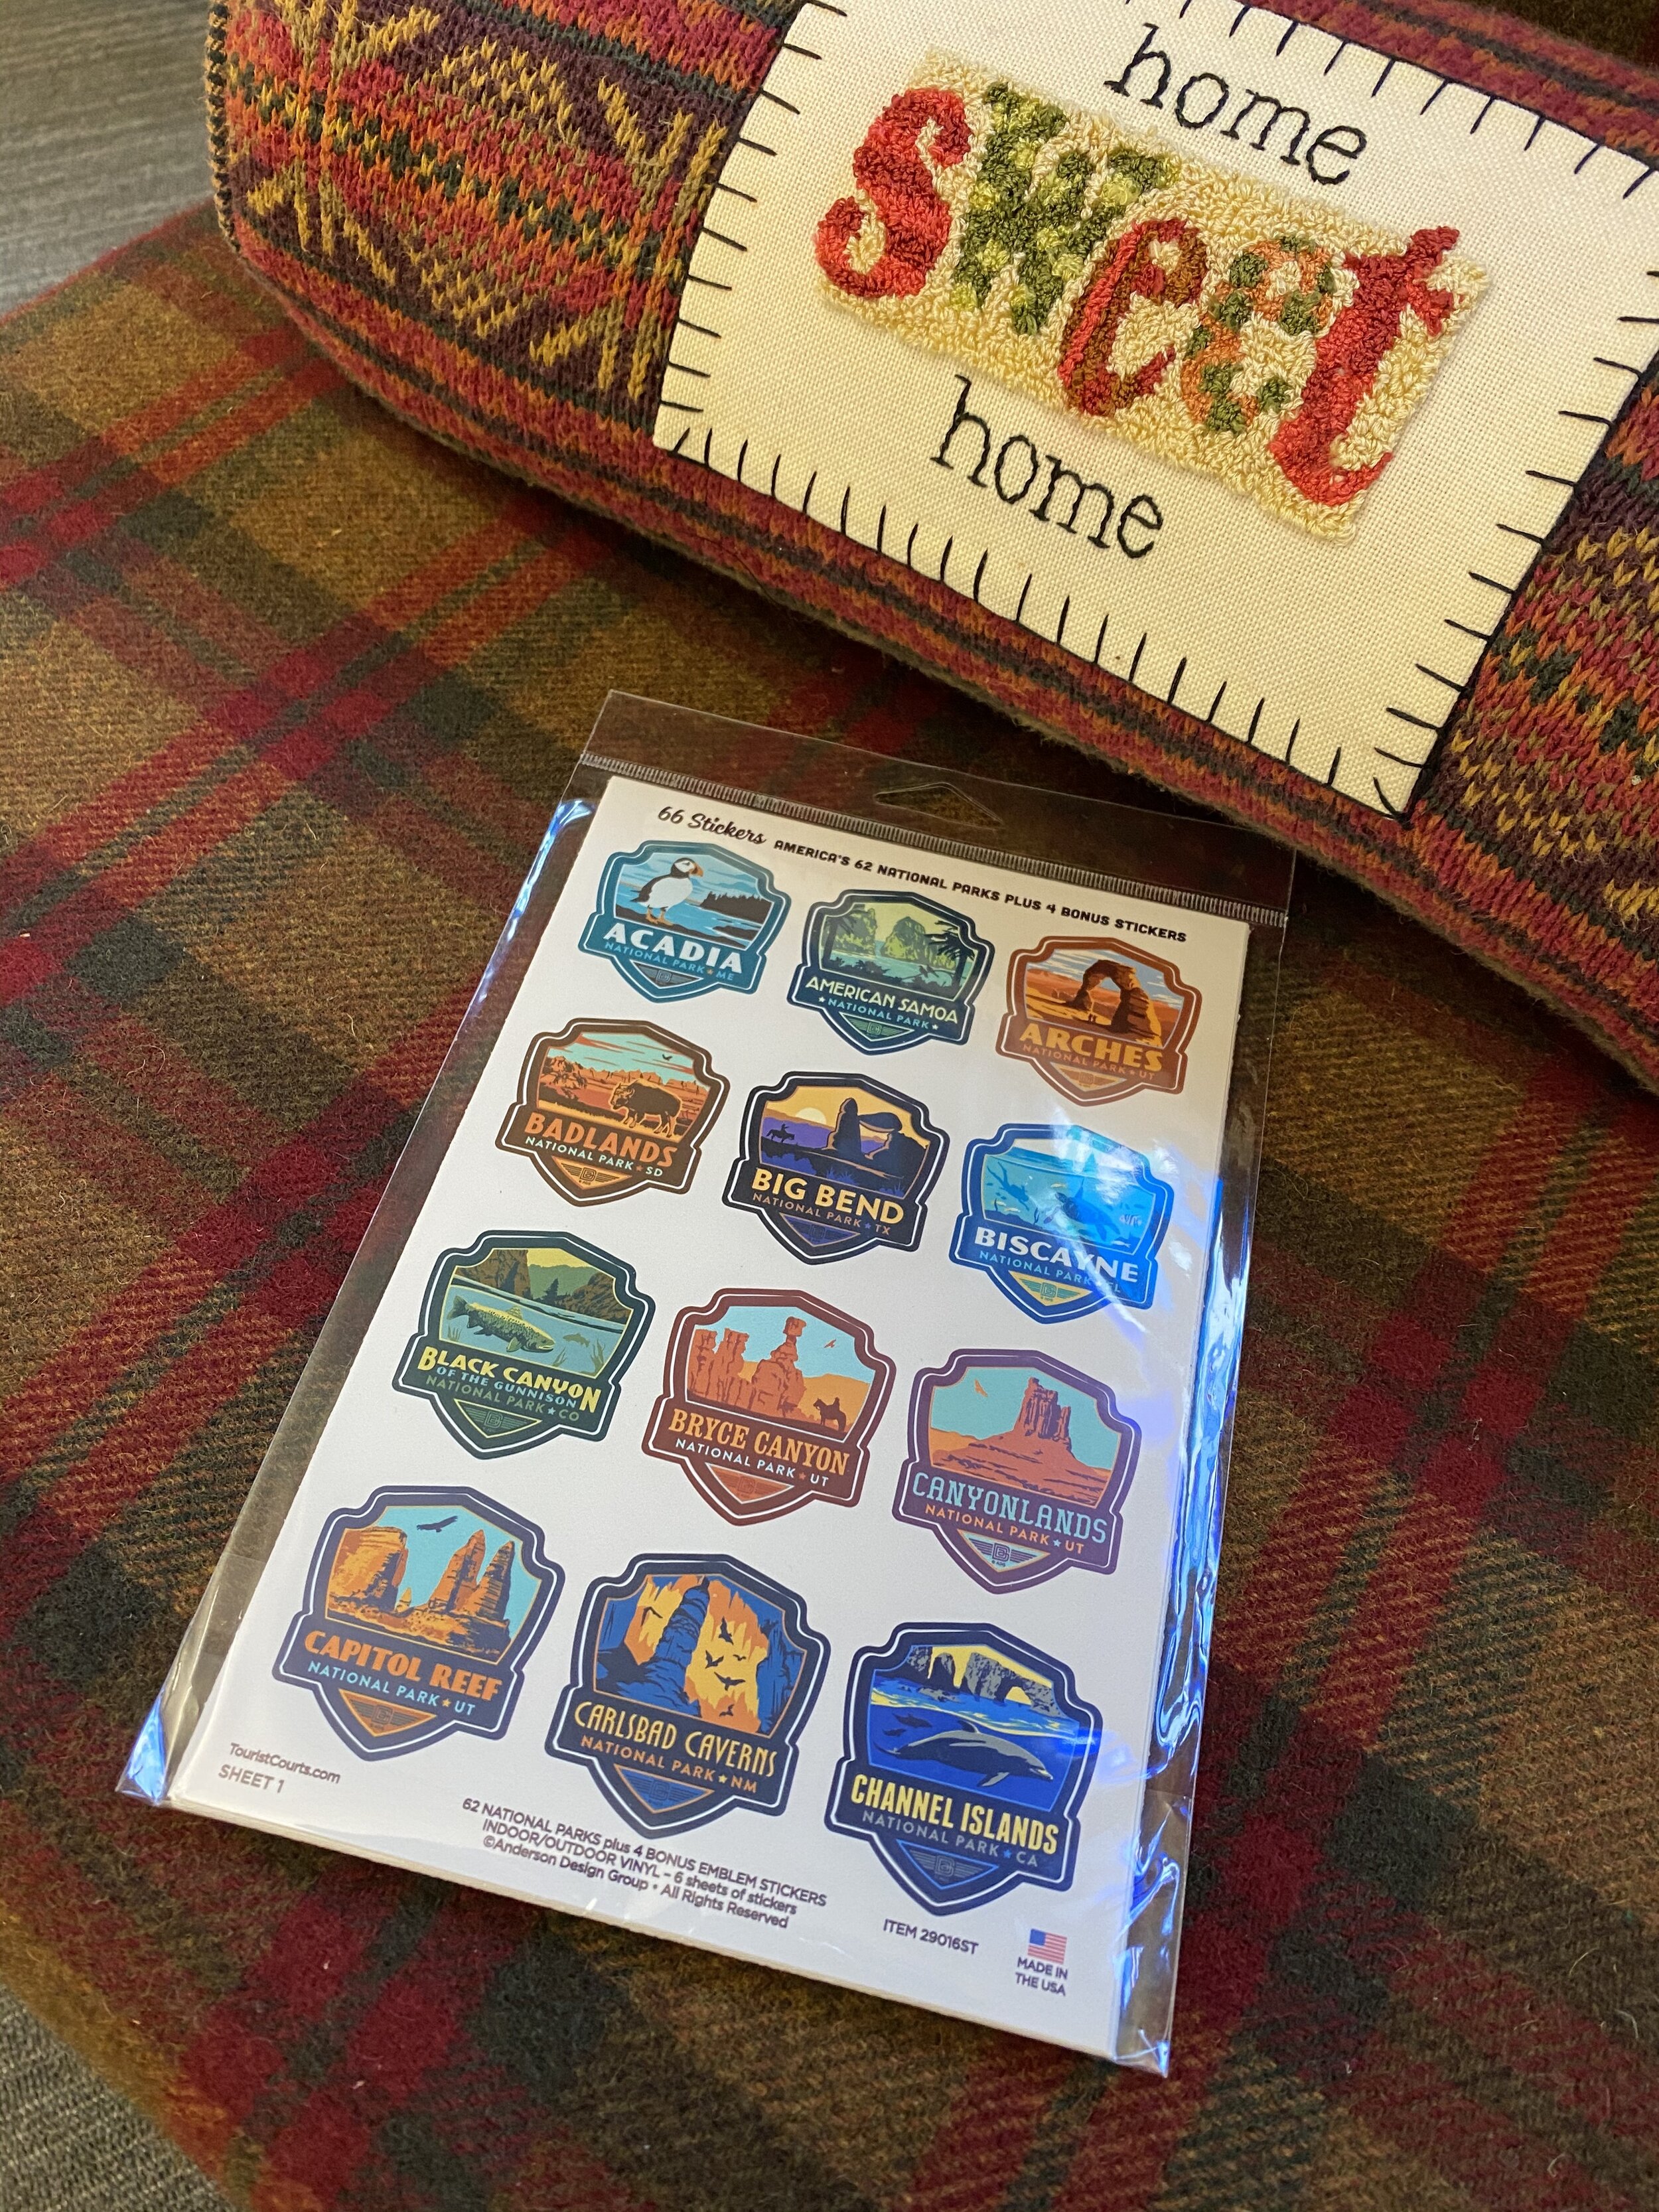 home
sweet
home
66 Stickers AMERICA'S 62 NATIONAL PARKS PLUS 4 BONUS STICKERS
ACADIA
NATIONAL PARK ★ ME
AMERICAN SAMOA
★ NATIONAL PARK ★
ARCHES
NATIONAL PARK ★ UT
BADLANDS
NATIONAL PARK ★ SD
BIG BEND
NATIONAL PARK ★ TX
BISCAYNE
NATIONAL PARK ★ FL
BLACK CANYON
OF THE GUNNISON
NATIONAL PARK ★ CO
BRYCE CANYON
NATIONAL PARK ★ UT
CANYONLANDS
NATIONAL PARK ★ UT
CAPITOL REEF
NATIONAL PARK ★ UT
CARLSBAD CAVERNS
NATIONAL PARK ★ NM
CHANNEL ISLANDS
NATIONAL PARK ★ CA
TouristCourts.com
SHEET 1
62 NATIONAL PARKS plus 4 BONUS EMBLEM STICKERS
INDOOR/OUTDOOR VINYL – 6 sheets of stickers
©Anderson Design Group • All Rights Reserved
ITEM 29016ST
MADE IN
THE USA